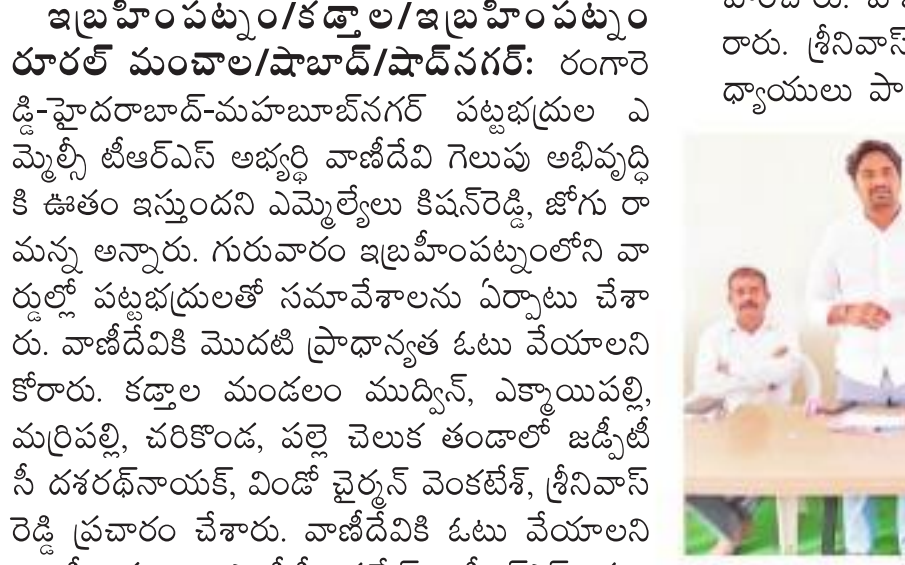 ఇబ్రహీంపట్నం/కడ్తాల/ఇబ్రహీంపట్నం
రూరల్ మంచాల/షాబాద్/షాద్‌నగర్: రంగారె
డ్డి-హైదరాబాద్-మహబూబ్‌నగర్ పట్టభద్రుల ఎ
మ్మెల్సీ టీఆర్ఎస్ అభ్యర్థి వాణీదేవి గెలుపు అభివృద్ధి
కి ఊతం ఇస్తుందని ఎమ్మెల్యేలు కిషన్‌రెడ్డి, జోగు రా
మన్న అన్నారు. గురువారం ఇబ్రహీంపట్నంలోని వా
ర్డుల్లో పట్టభద్రులతో సమావేశాలను ఏర్పాటు చేశా
రు. వాణీదేవికి మొదటి ప్రాధాన్యత ఓటు వేయాలని
కోరారు. కడ్తాల మండలం ముద్విన్, ఎక్వాయిపల్లి,
మర్రిపల్లి, చరికొండ, పల్లె చెలుక తండాలో జడ్పీటీ
సీ దశరథ్‌నాయక్, విండో చైర్మన్ వెంకటేశ్, శ్రీనివాస్
రెడ్డి ప్రచారం చేశారు. వాణీదేవికి ఓటు వేయాలని
రారు. శ్రీనివాస్
ధ్యాయులు పా